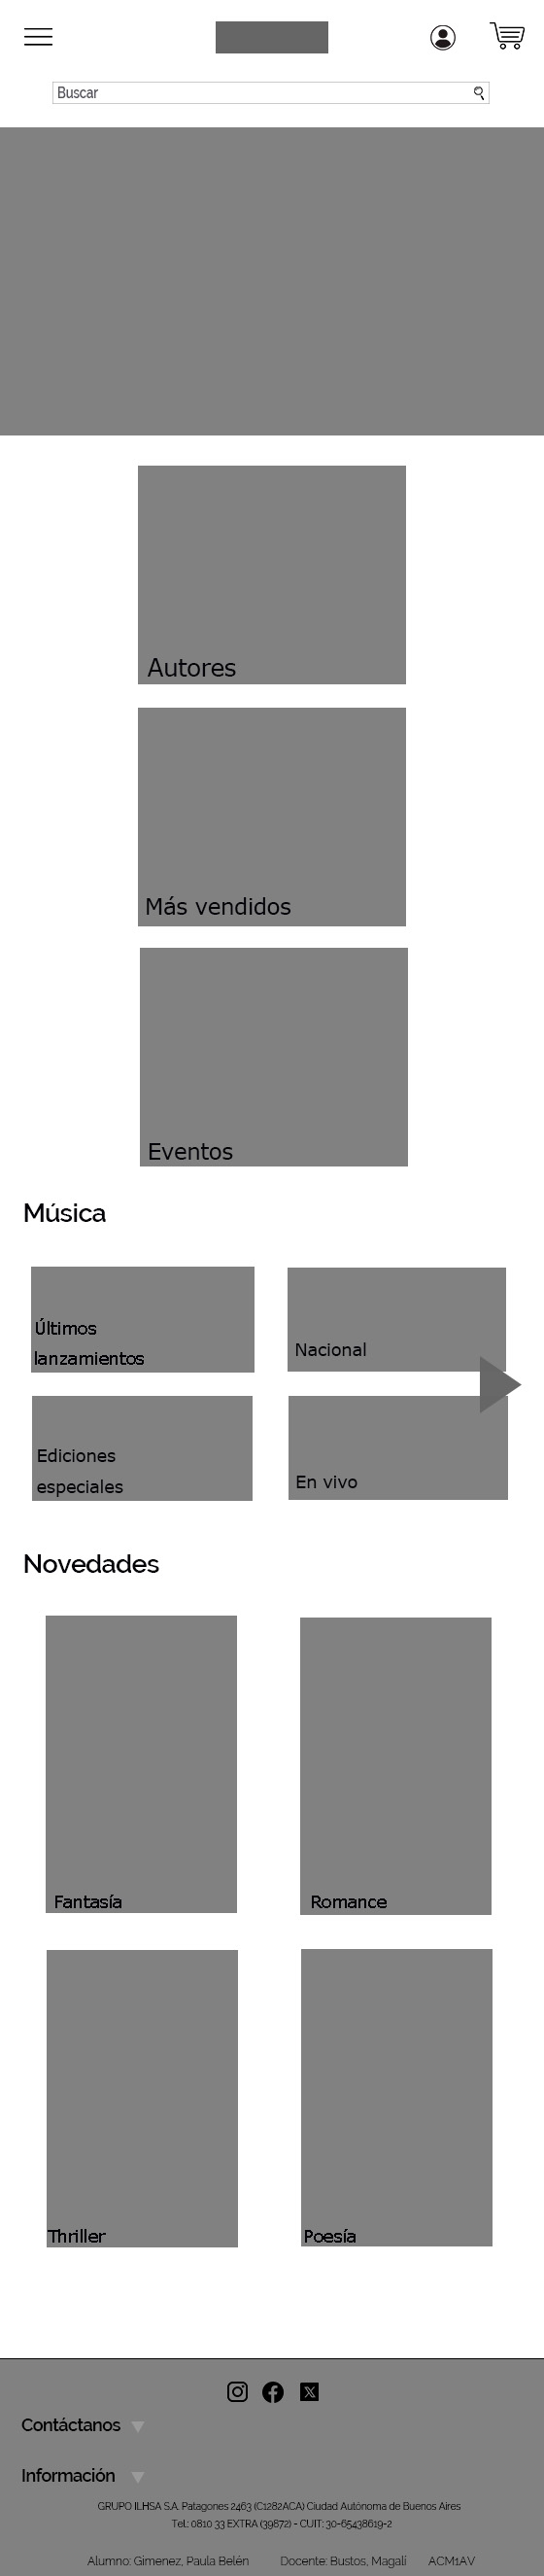 Buscar
Autores
Más vendidos
Eventos
Música
Últimos
lanzamientos
Nacional
Ediciones
especiales
En vivo
Novedades
Fantasía
Romance
Thriller
Poesía
Contáctanos
Información
GRUPO ILHSA S.A. Patagones 2463 (C1282ACA) Ciudad Autónoma de Buenos Aires
Tel.: 0810 33 EXTRA (39872) - CUIT: 30-65438619-2
Alumno: Gimenez, Paula Belén Docente: Bustos, Magalí ACM1AV